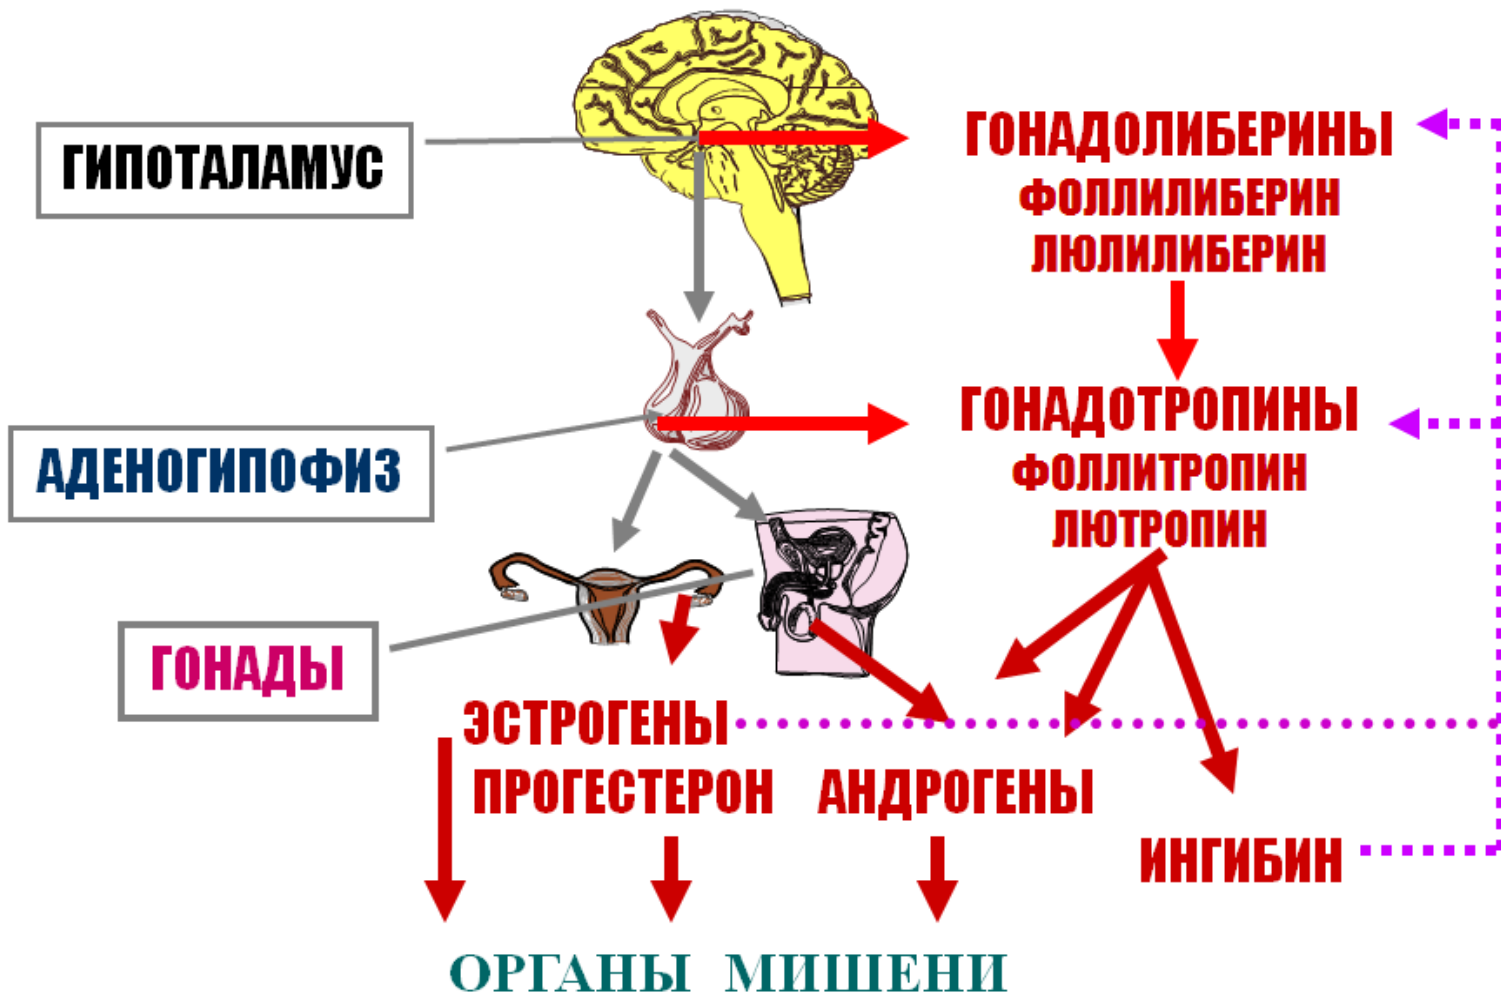 ГИПОТАЛАМУС
ГОНАДОЛИБЕРИНЫ
ФОЛЛИЛИБЕРИН
ЛЮЛИЛИБЕРИН
АДЕНОГИПОФИЗ
ГОНАДОТРОПИНЫ
ФОЛЛИТРОПИН
ЛЮТРОПИН
ГОНАДЫ
ЭСТРОГЕНЫ
ПРОГЕСТЕРОН
АНДРОГЕНЫ
ИНГИБИН
ОРГАНЫ МИШЕНИ